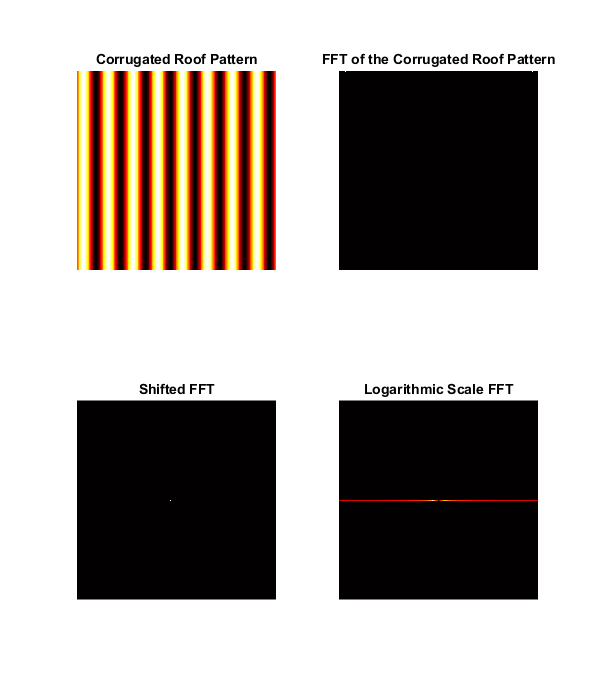 Corrugated Roof Pattern
FFT of the Corrugated Roof Pattern
Shifted FFT
Logarithmic Scale FFT